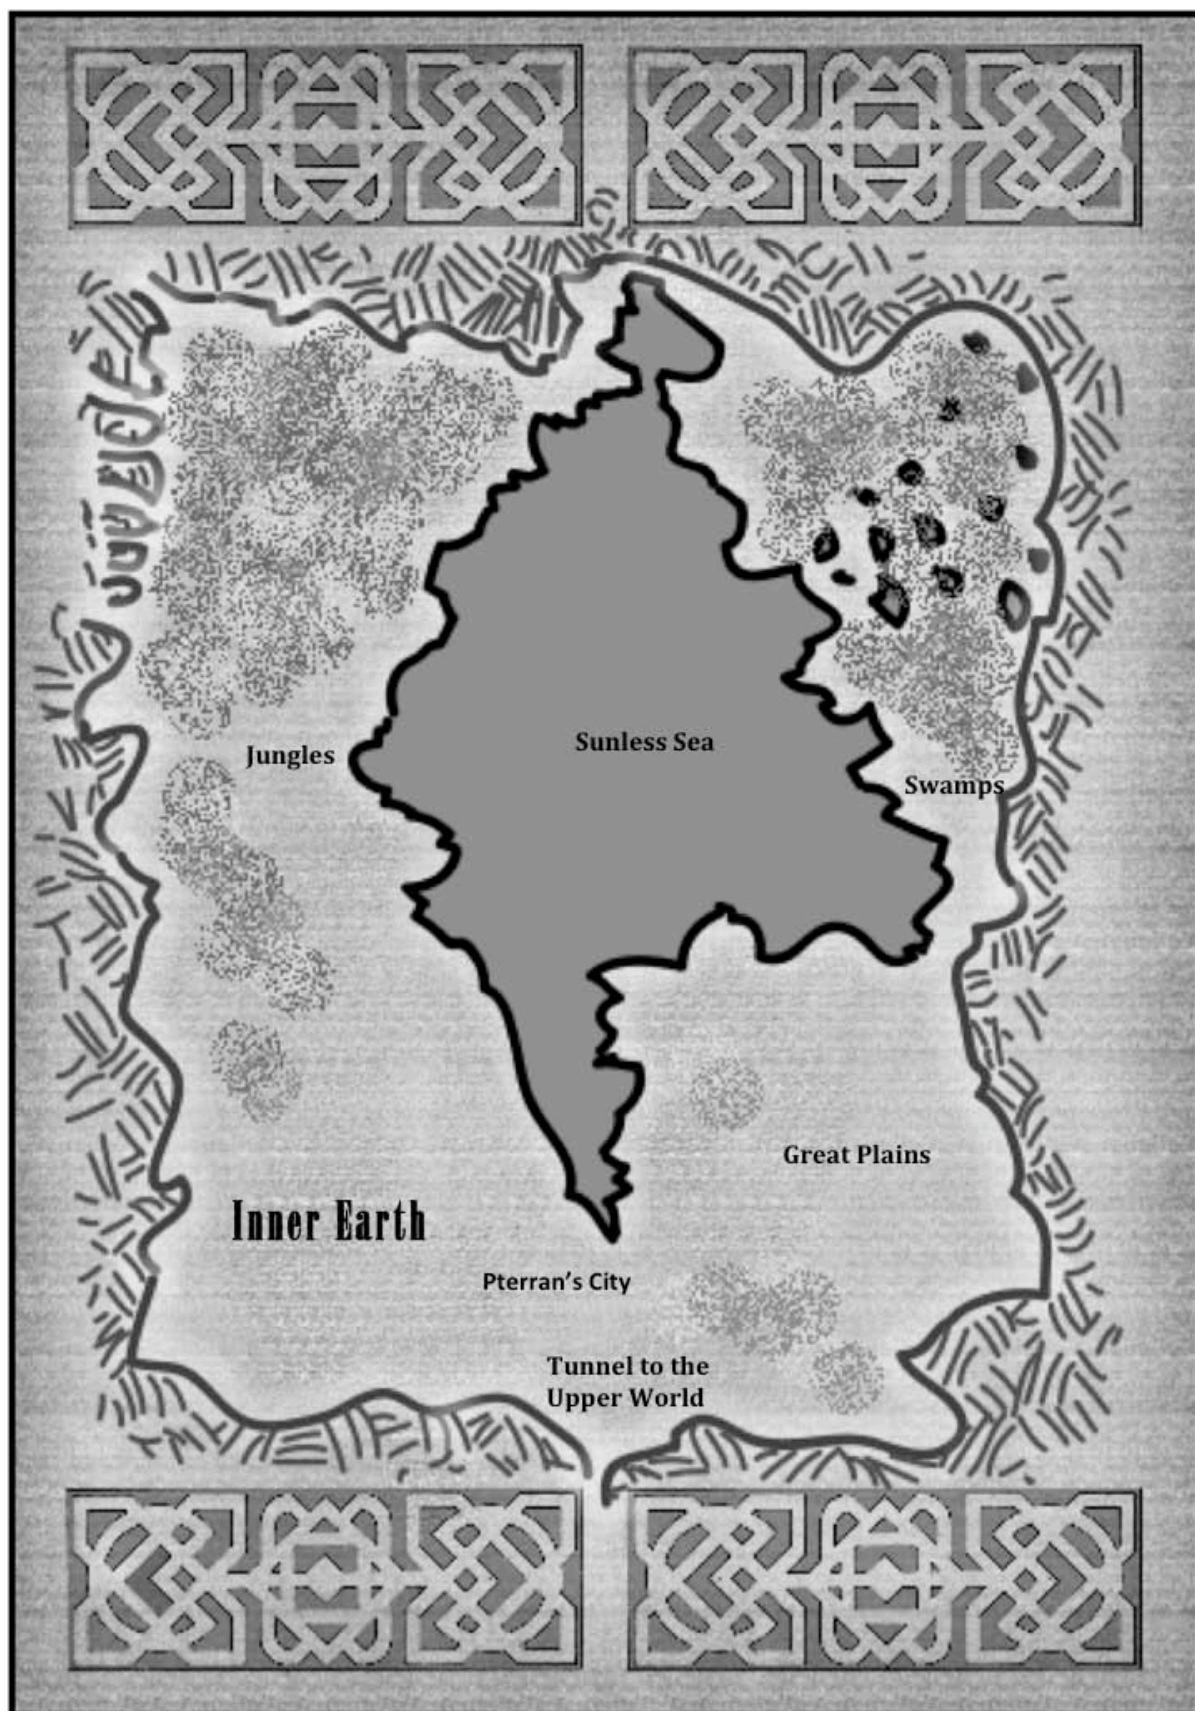 Jungles
Sunless Sea
Swamps
Great Plains
Inner Earth
Pterran's City
Tunnel to the
Upper World